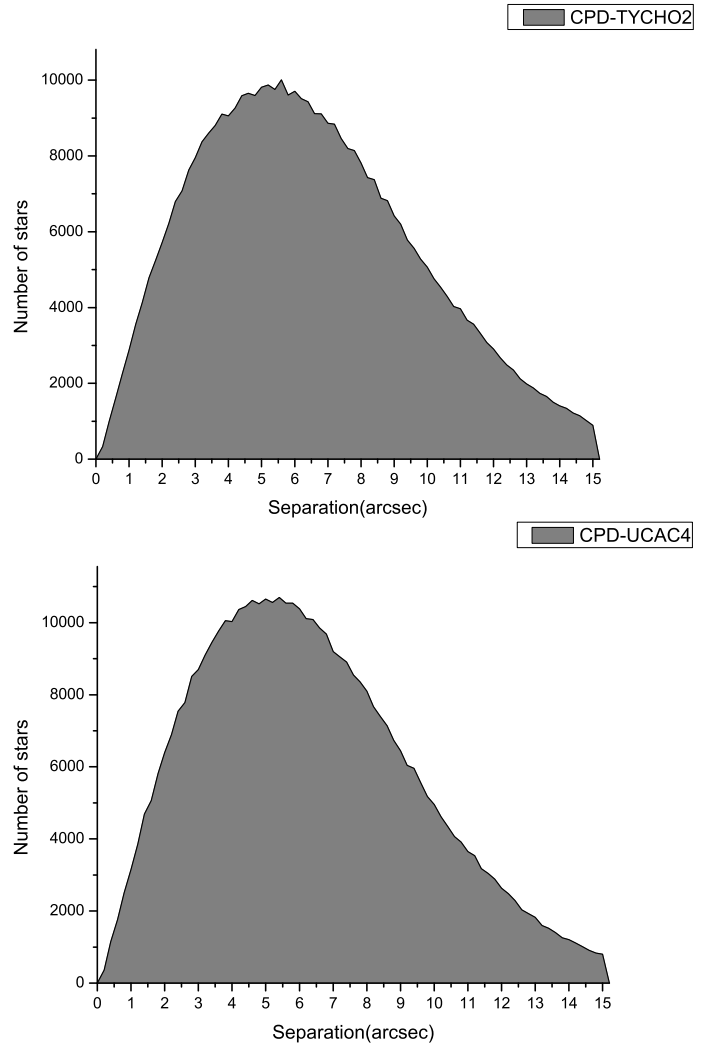 CPD-TYCHO2
10000
8000
6000
4000
2000
0
Number of stars
0 1 2 3 4 5 6 7 8 9 10 11 12 13 14 15
Separation(arcsec)
CPD-UCAC4
10000
8000
6000
4000
2000
0
Number of stars
0 1 2 3 4 5 6 7 8 9 10 11 12 13 14 15
Separation(arcsec)